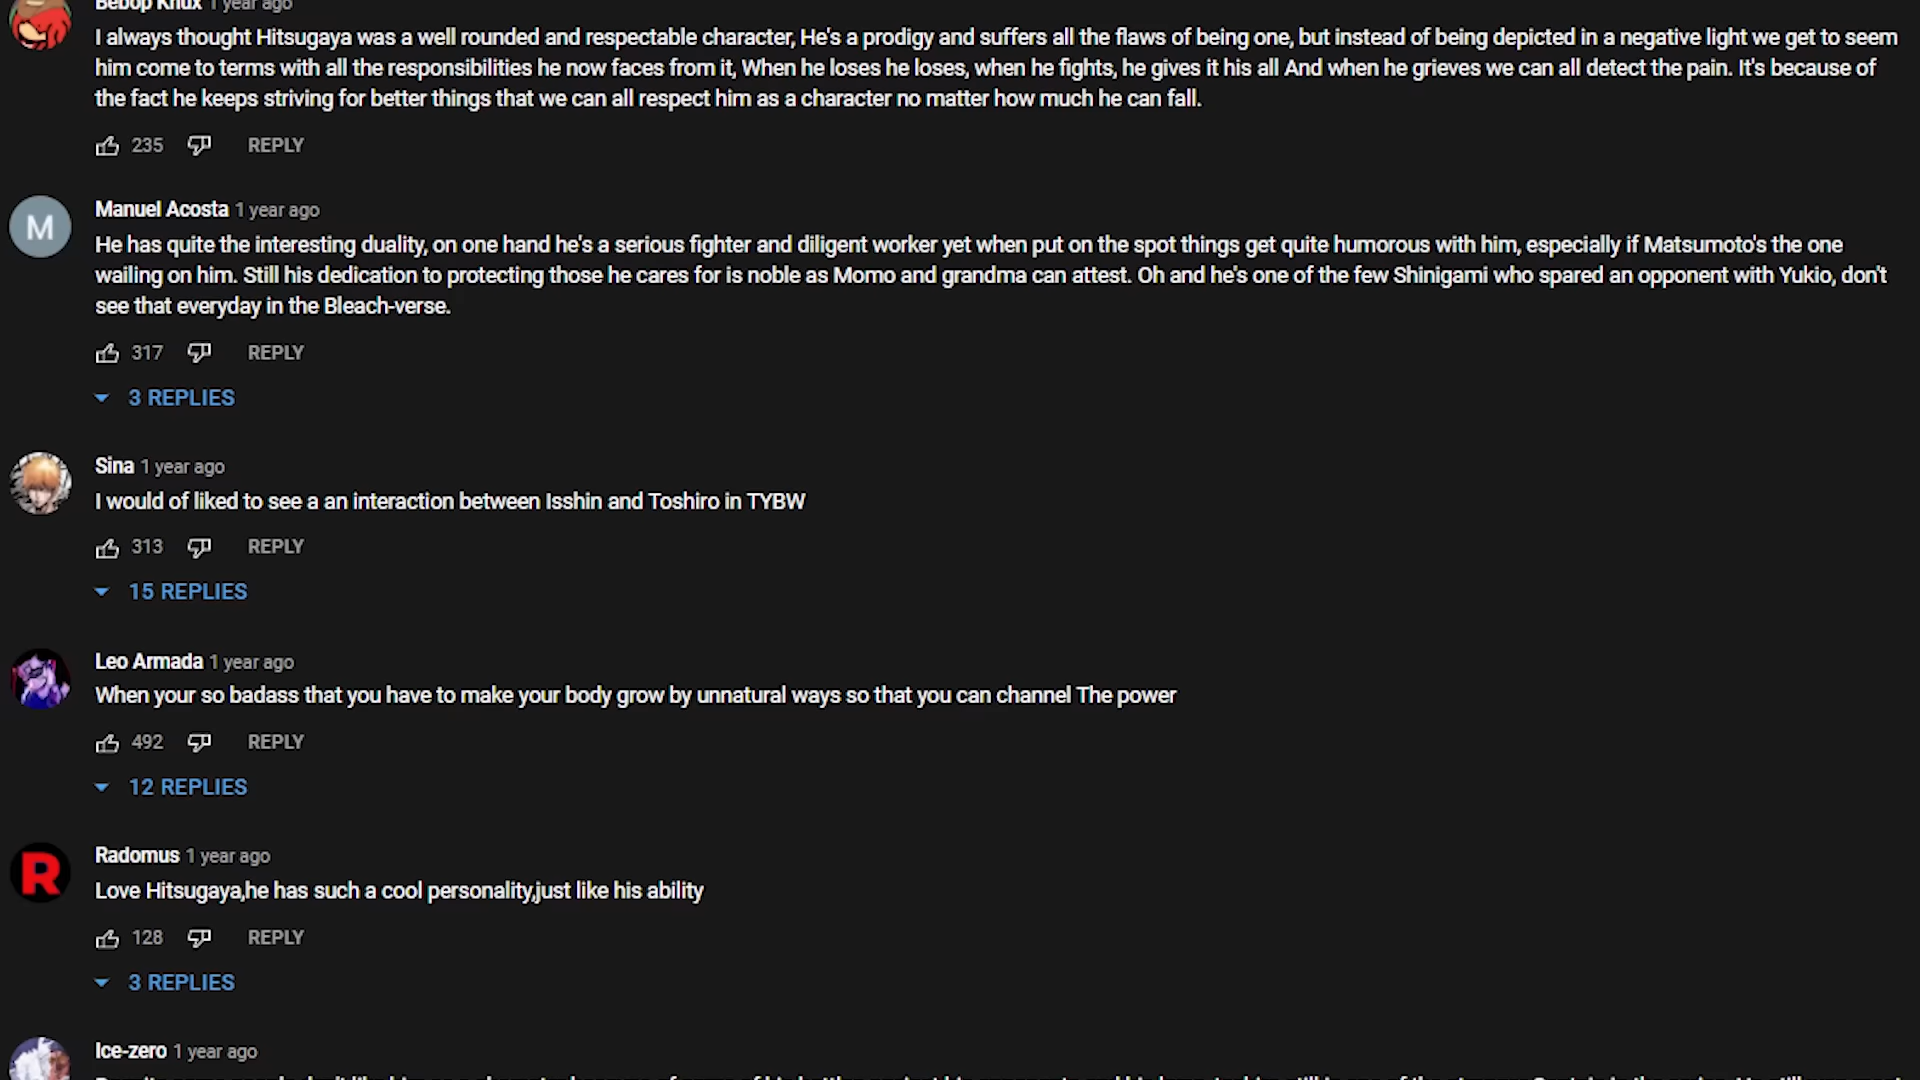 Bebop Knux 1 year ago
I always thought Hitsugaya was a well rounded and respectable character, He's a prodigy and suffers all the flaws of being one, but instead of being depicted in a negative light we get to seem
him come to terms with all the responsibilities he now faces from it, When he loses he loses, when he fights, he gives it his all And when he grieves we can all detect the pain. It's because of
the fact he keeps striving for better things that we can all respect him as a character no matter how much he can fall.
235 REPLY
M
Manuel Acosta 1 year ago
He has quite the interesting duality, on one hand he's a serious fighter and diligent worker yet when put on the spot things get quite humorous with him, especially if Matsumoto's the one
wailing on him. Still his dedication to protecting those he cares for is noble as Momo and grandma can attest. Oh and he's one of the few Shinigami who spared an opponent with Yukio, don't
see that everyday in the Bleach-verse.
317 REPLY
3 REPLIES
Sina 1 year ago
I would of liked to see a an interaction between Isshin and Toshiro in TYBW
313 REPLY
15 REPLIES
Leo Armada 1 year ago
When your so badass that you have to make your body grow by unnatural ways so that you can channel The power
492 REPLY
12 REPLIES
R
Radomus 1 year ago
Love Hitsugaya,he has such a cool personality,just like his ability
128 REPLY
3 REPLIES
Ice-zero 1 year ago